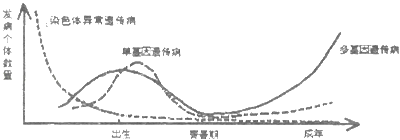 发病个体数量
染色体异常遗传病
单基因遗传病
多基因遗传病
出生
青春期
成年